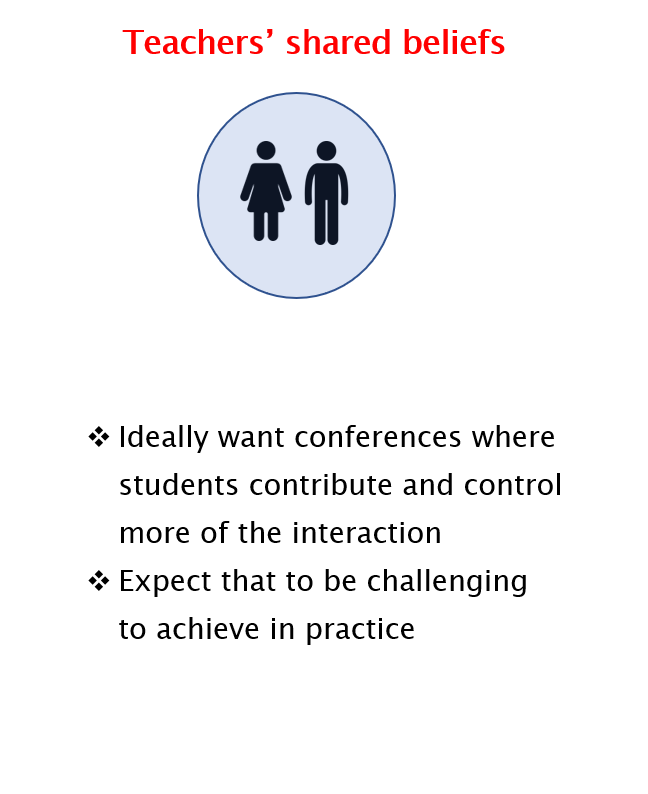 Teachers’ shared beliefs
❖ Ideally want conferences where
students contribute and control
more of the interaction
❖ Expect that to be challenging
to achieve in practice